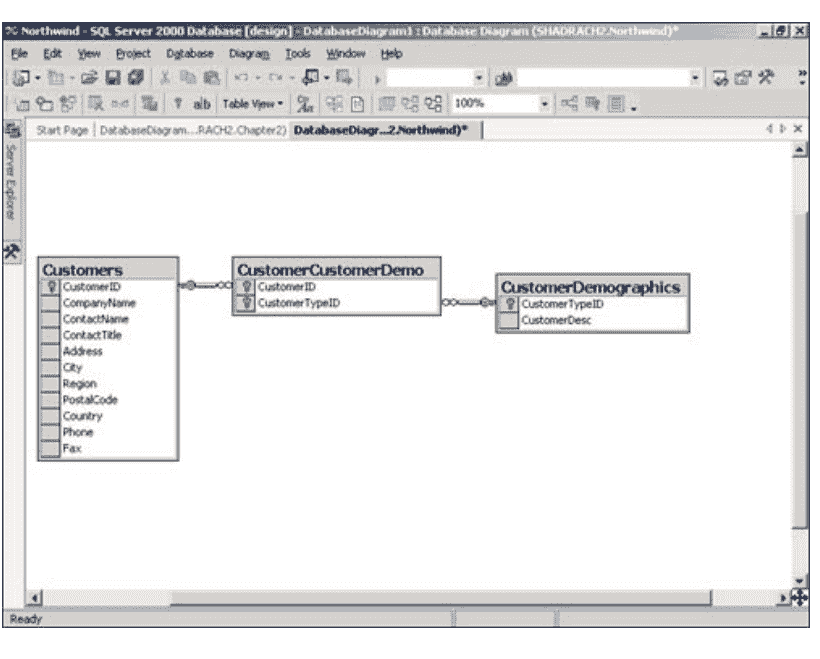 Northwind - SQL Server 2000 Database [design] - DatabaseDiagram1 : Database Diagram (SHADRACH2.Northwind)*
File Edit View Project Database Diagram Tools Window Help
alb Table View 100%
Start Page DatabaseDiagram...RACH2.Chapter2) DatabaseDiagr...2.Northwind)*
Server Explorer
Customers
CustomerID
CompanyName
ContactName
ContactTitle
Address
City
Region
PostalCode
Country
Phone
Fax
CustomerCustomerDemo
CustomerID
CustomerTypeID
CustomerDemographics
CustomerTypeID
CustomerDesc
Ready